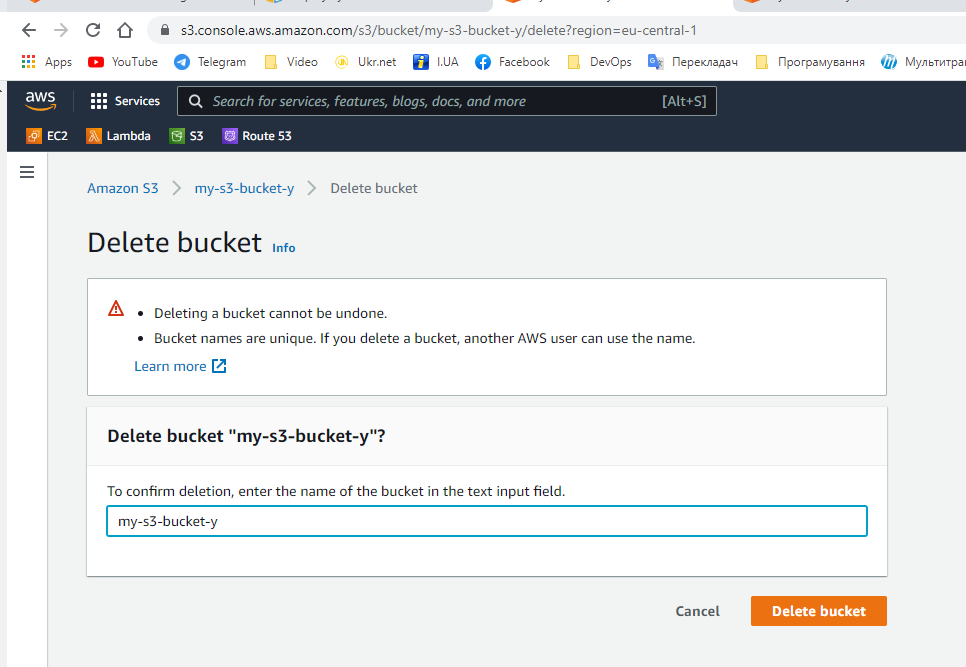 s3.console.aws.amazon.com/s3/bucket/my-s3-bucket-y/delete?region=eu-central-1
Apps YouTube Telegram Video Ukr.net I.UA Facebook DevOps Перекладач Програмування Мультитран
aws Services Search for services, features, blogs, docs, and more [Alt+S]
EC2 Lambda S3 Route 53
Amazon S3 my-s3-bucket-y Delete bucket
Delete bucket Info
Deleting a bucket cannot be undone.
Bucket names are unique. If you delete a bucket, another AWS user can use the name.
Learn more
Delete bucket "my-s3-bucket-y"?
To confirm deletion, enter the name of the bucket in the text input field.
my-s3-bucket-y
Cancel Delete bucket